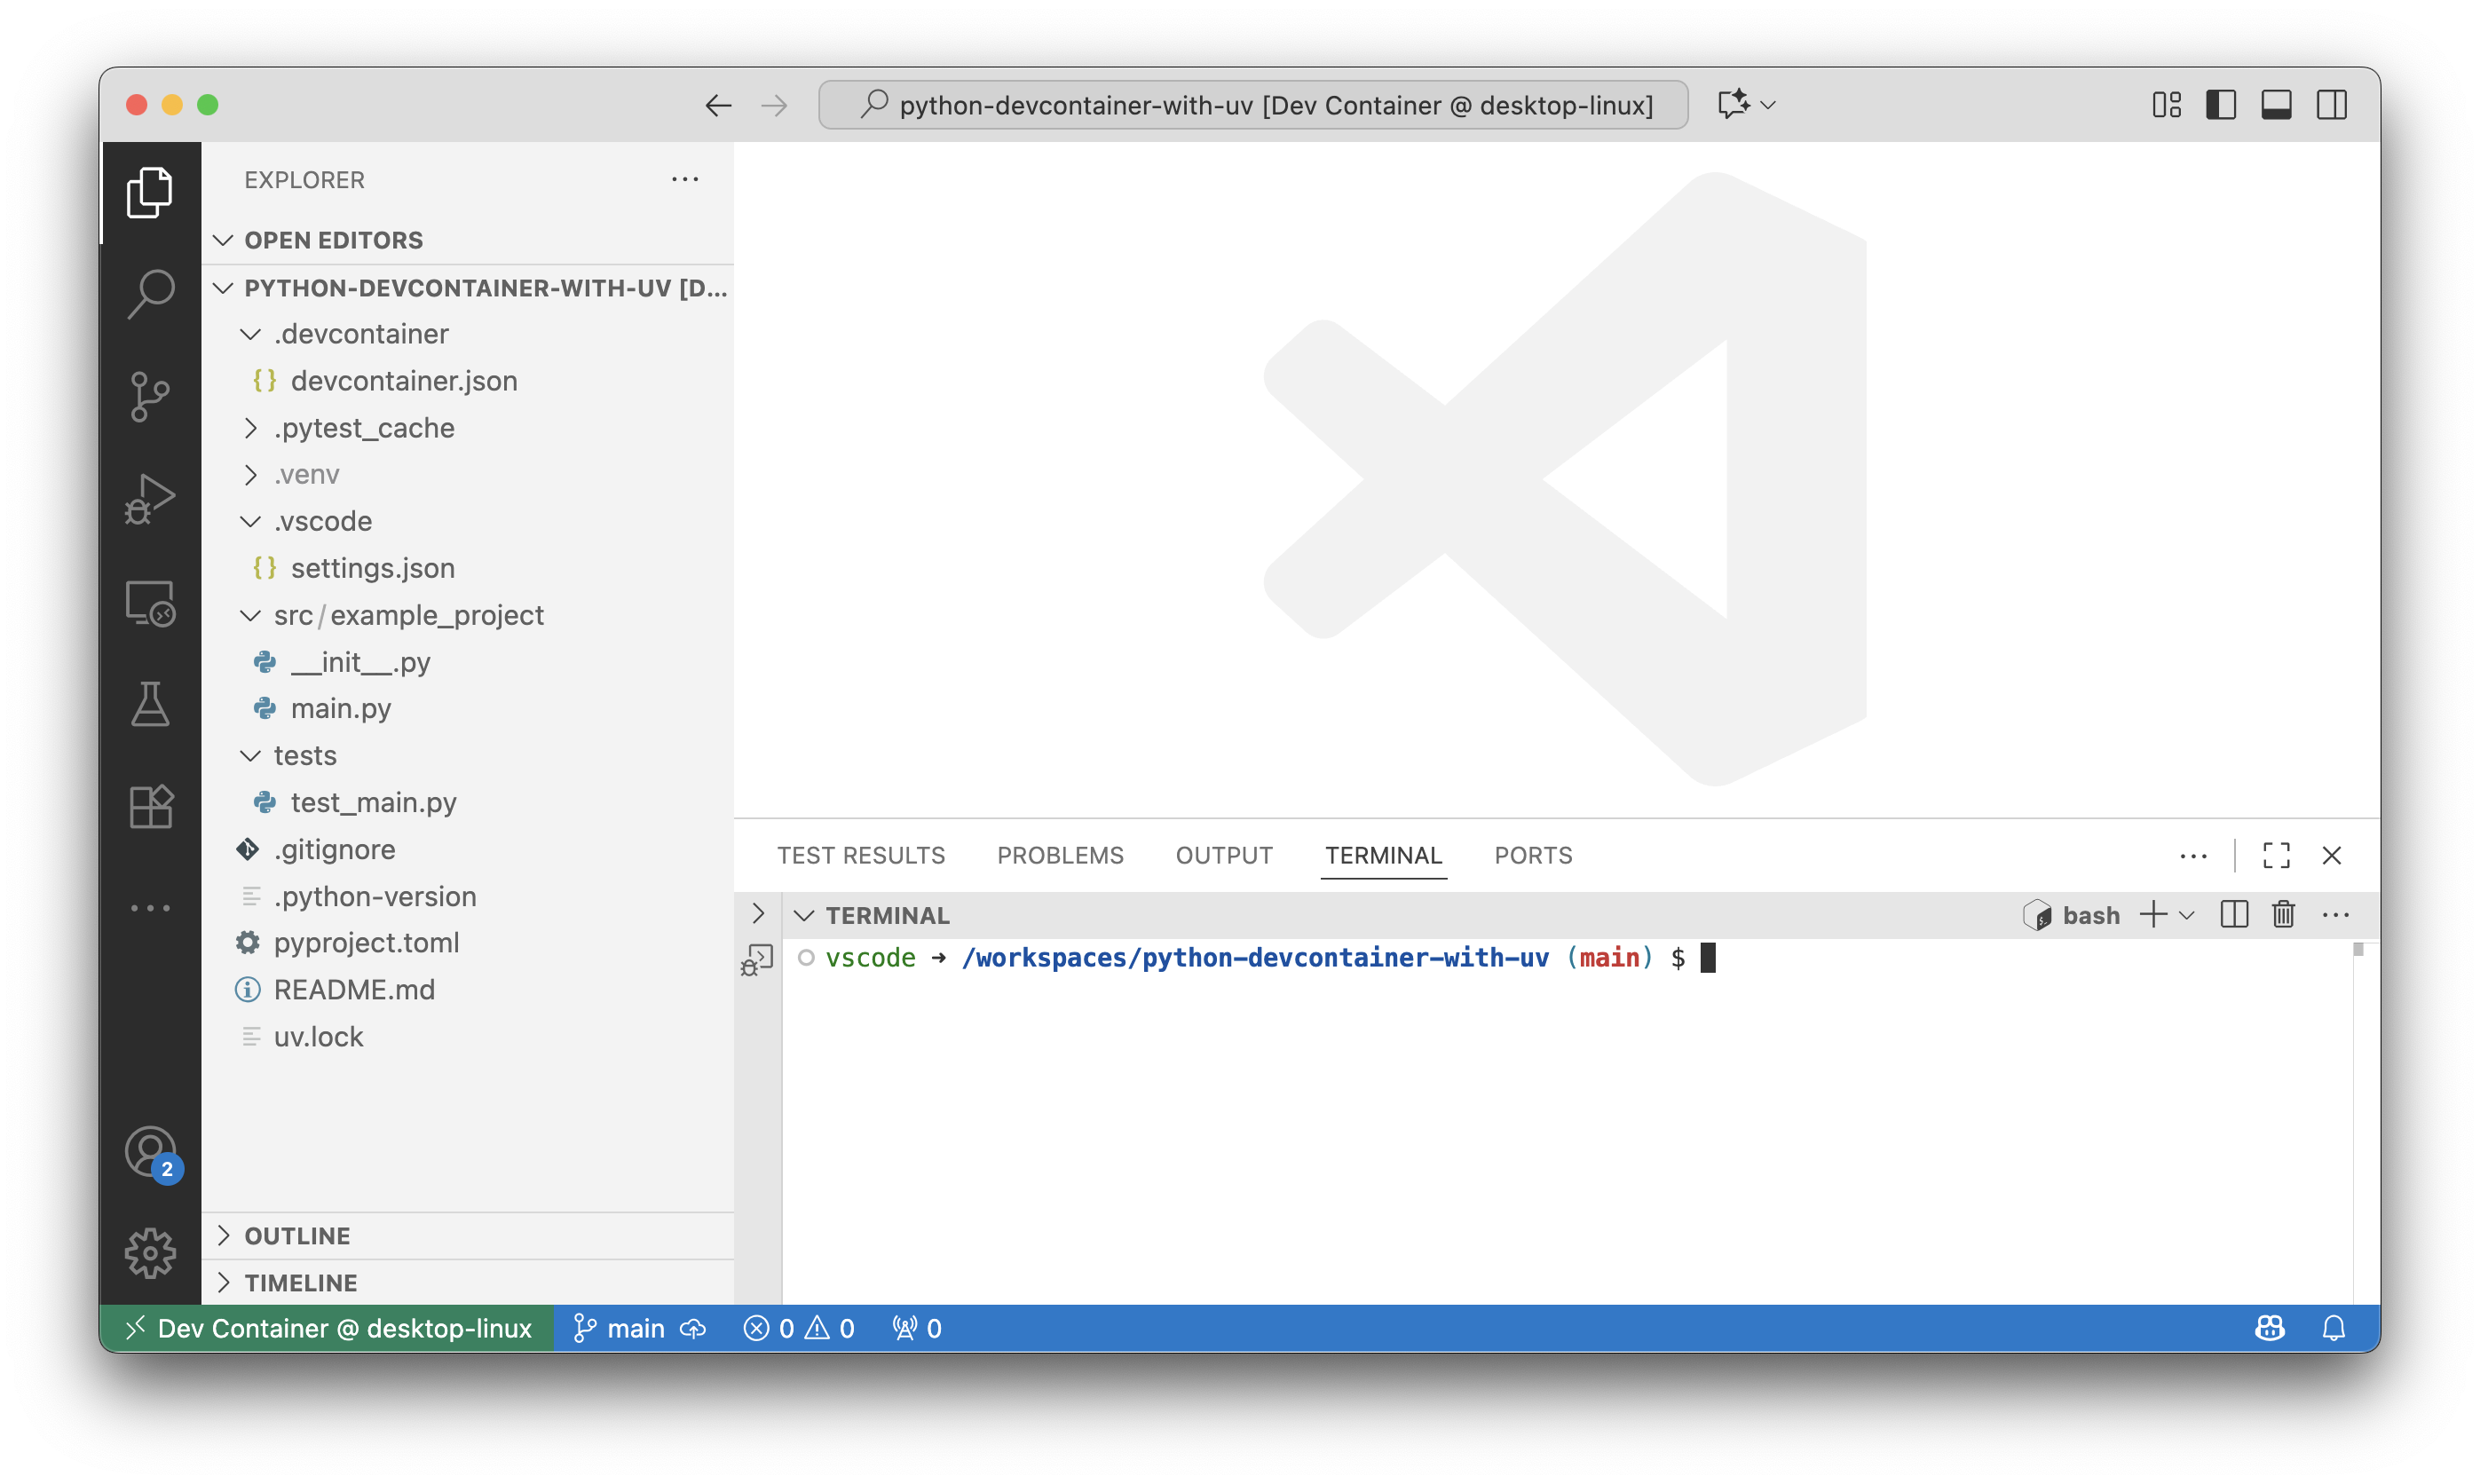 python-devcontainer-with-uv [Dev Container @ desktop-linux]
EXPLORER
OPEN EDITORS
PYTHON-DEVCONTAINER-WITH-UV [D...
.devcontainer
devcontainer.json
.pytest_cache
.venv
.vscode
settings.json
src/example_project
__init__.py
main.py
tests
test_main.py
.gitignore
.python-version
pyproject.toml
README.md
uv.lock
2
OUTLINE
TIMELINE
TEST RESULTS PROBLEMS OUTPUT TERMINAL PORTS
TERMINAL bash
vscode → /workspaces/python-devcontainer-with-uv (main) $
Dev Container @ desktop-linux main 0 0 0